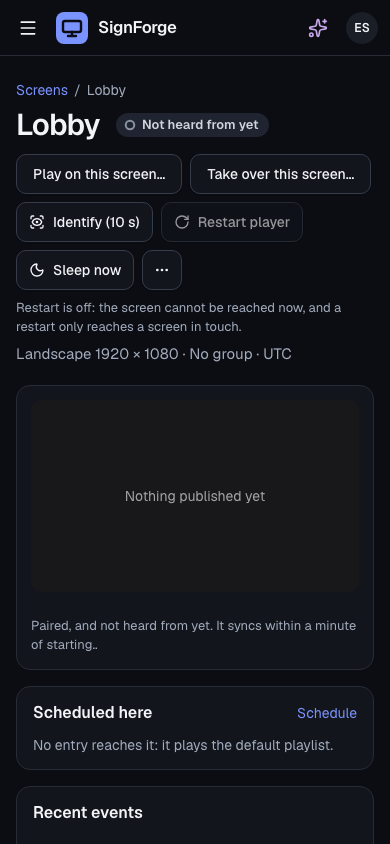 SignForge
ES
Screens / Lobby
Lobby
Not heard from yet
Play on this screen...
Take over this screen...
Identify (10 s)
Restart player
Sleep now
Restart is off: the screen cannot be reached now, and a
restart only reaches a screen in touch.
Landscape 1920 × 1080 · No group · UTC
Nothing published yet
Paired, and not heard from yet. It syncs within a minute
of starting..
Scheduled here
Schedule
No entry reaches it: it plays the default playlist.
Recent events